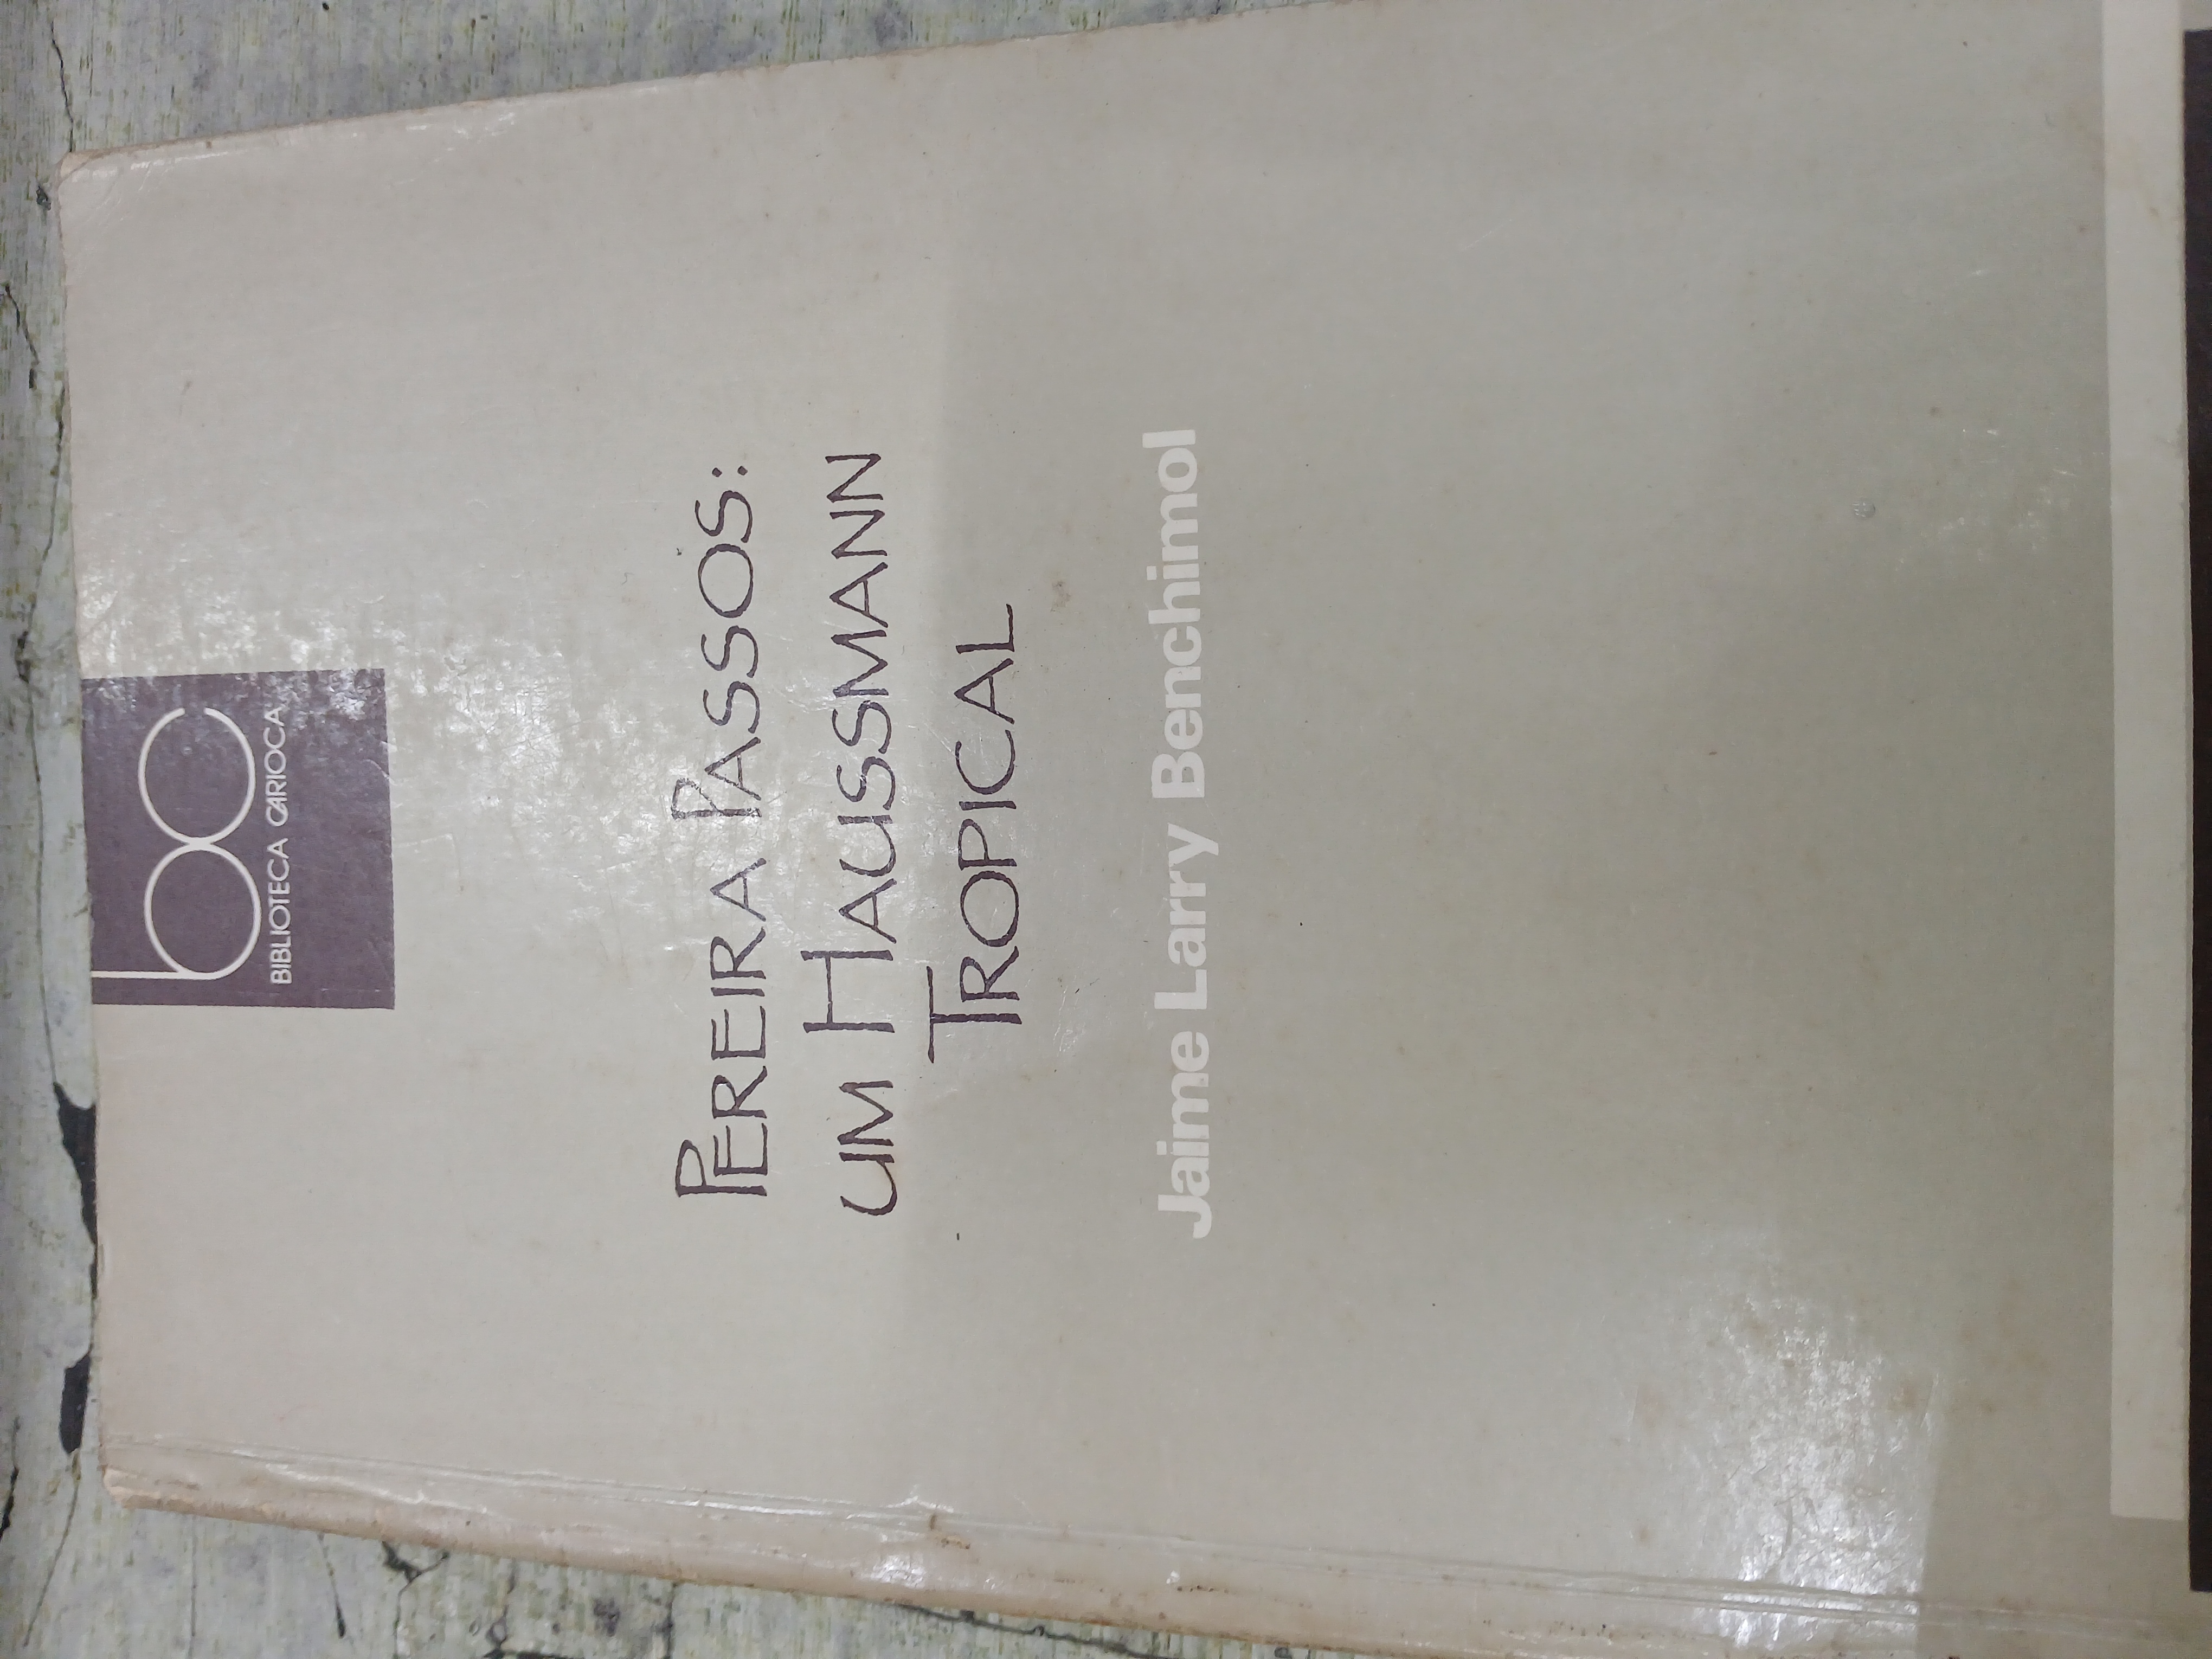 bc
BIBLIOTECA CARIOCA
PEREIRA PASSOS:
UM HAUSSMANN
TROPICAL
Jaime Larry Benchimol